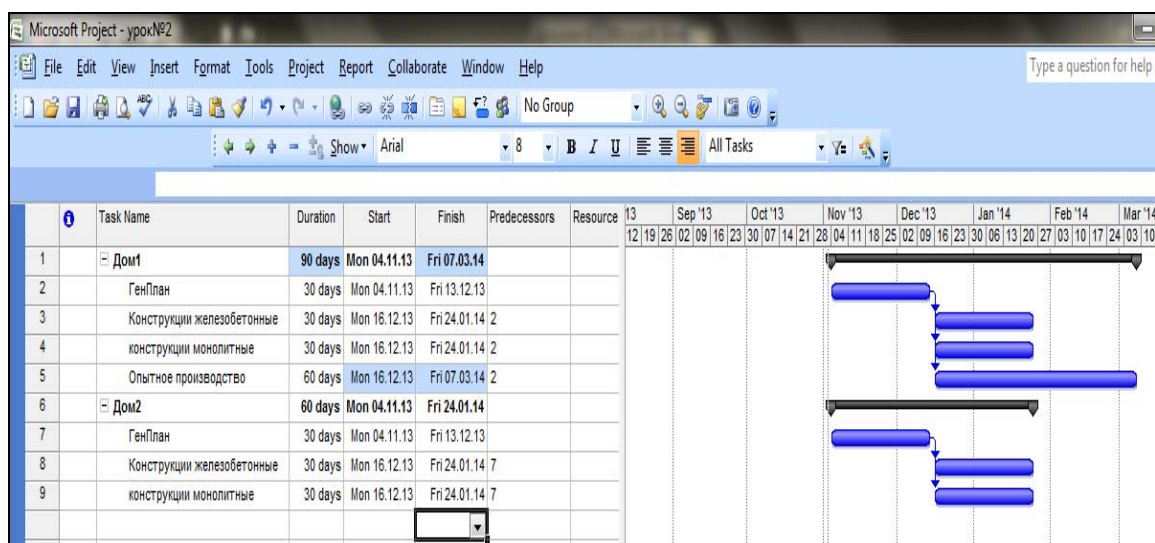 Microsoft Project - урок№2
File Edit View Insert Format Tools Project Report Collaborate Window Help Type a question for help
No Group
Show Arial 8 B I U All Tasks
Task Name Duration Start Finish Predecessors Resource 13 Sep '13 Oct '13 Nov '13 Dec '13 Jan '14 Feb '14 Mar '14
12 19 26 02 09 16 23 30 07 14 21 28 04 11 18 25 02 09 16 23 30 06 13 20 27 03 10 17 24 03 10
1 Дом1 90 days Mon 04.11.13 Fri 07.03.14
2 ГенПлан 30 days Mon 04.11.13 Fri 13.12.13
3 Конструкции железобетонные 30 days Mon 16.12.13 Fri 24.01.14 2
4 конструкции монолитные 30 days Mon 16.12.13 Fri 24.01.14 2
5 Опытное производство 60 days Mon 16.12.13 Fri 07.03.14 2
6 Дом2 60 days Mon 04.11.13 Fri 24.01.14
7 ГенПлан 30 days Mon 04.11.13 Fri 13.12.13
8 Конструкции железобетонные 30 days Mon 16.12.13 Fri 24.01.14 7
9 конструкции монолитные 30 days Mon 16.12.13 Fri 24.01.14 7